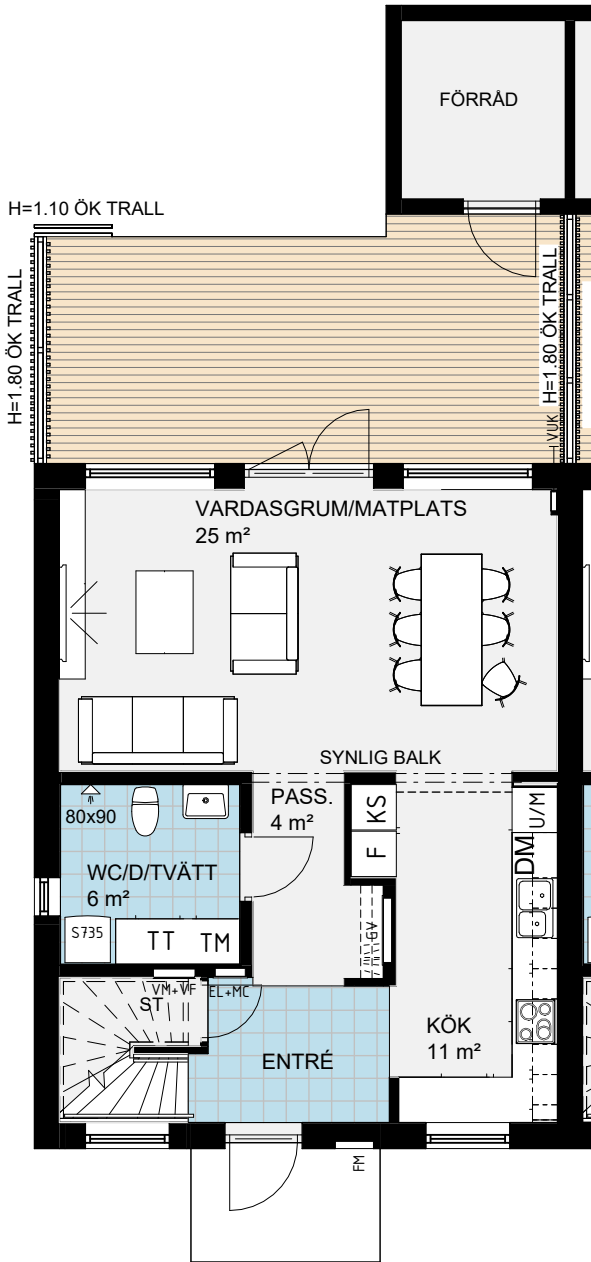 FÖRRÅD
H=1.10 ÖK TRALL
H=1.80 ÖK TRALL
H=1.80 ÖK TRALL
VUK
VARDASGRUM/MATPLATS
25 m²
SYNLIG BALK
PASS.
4 m²
KS
F
U/M
DM
80x90
WC/D/TVÄTT
6 m²
S735
TT
TM
GV
VM+VF
EL+MC
ST
ENTRÉ
KÖK
11 m²
FM